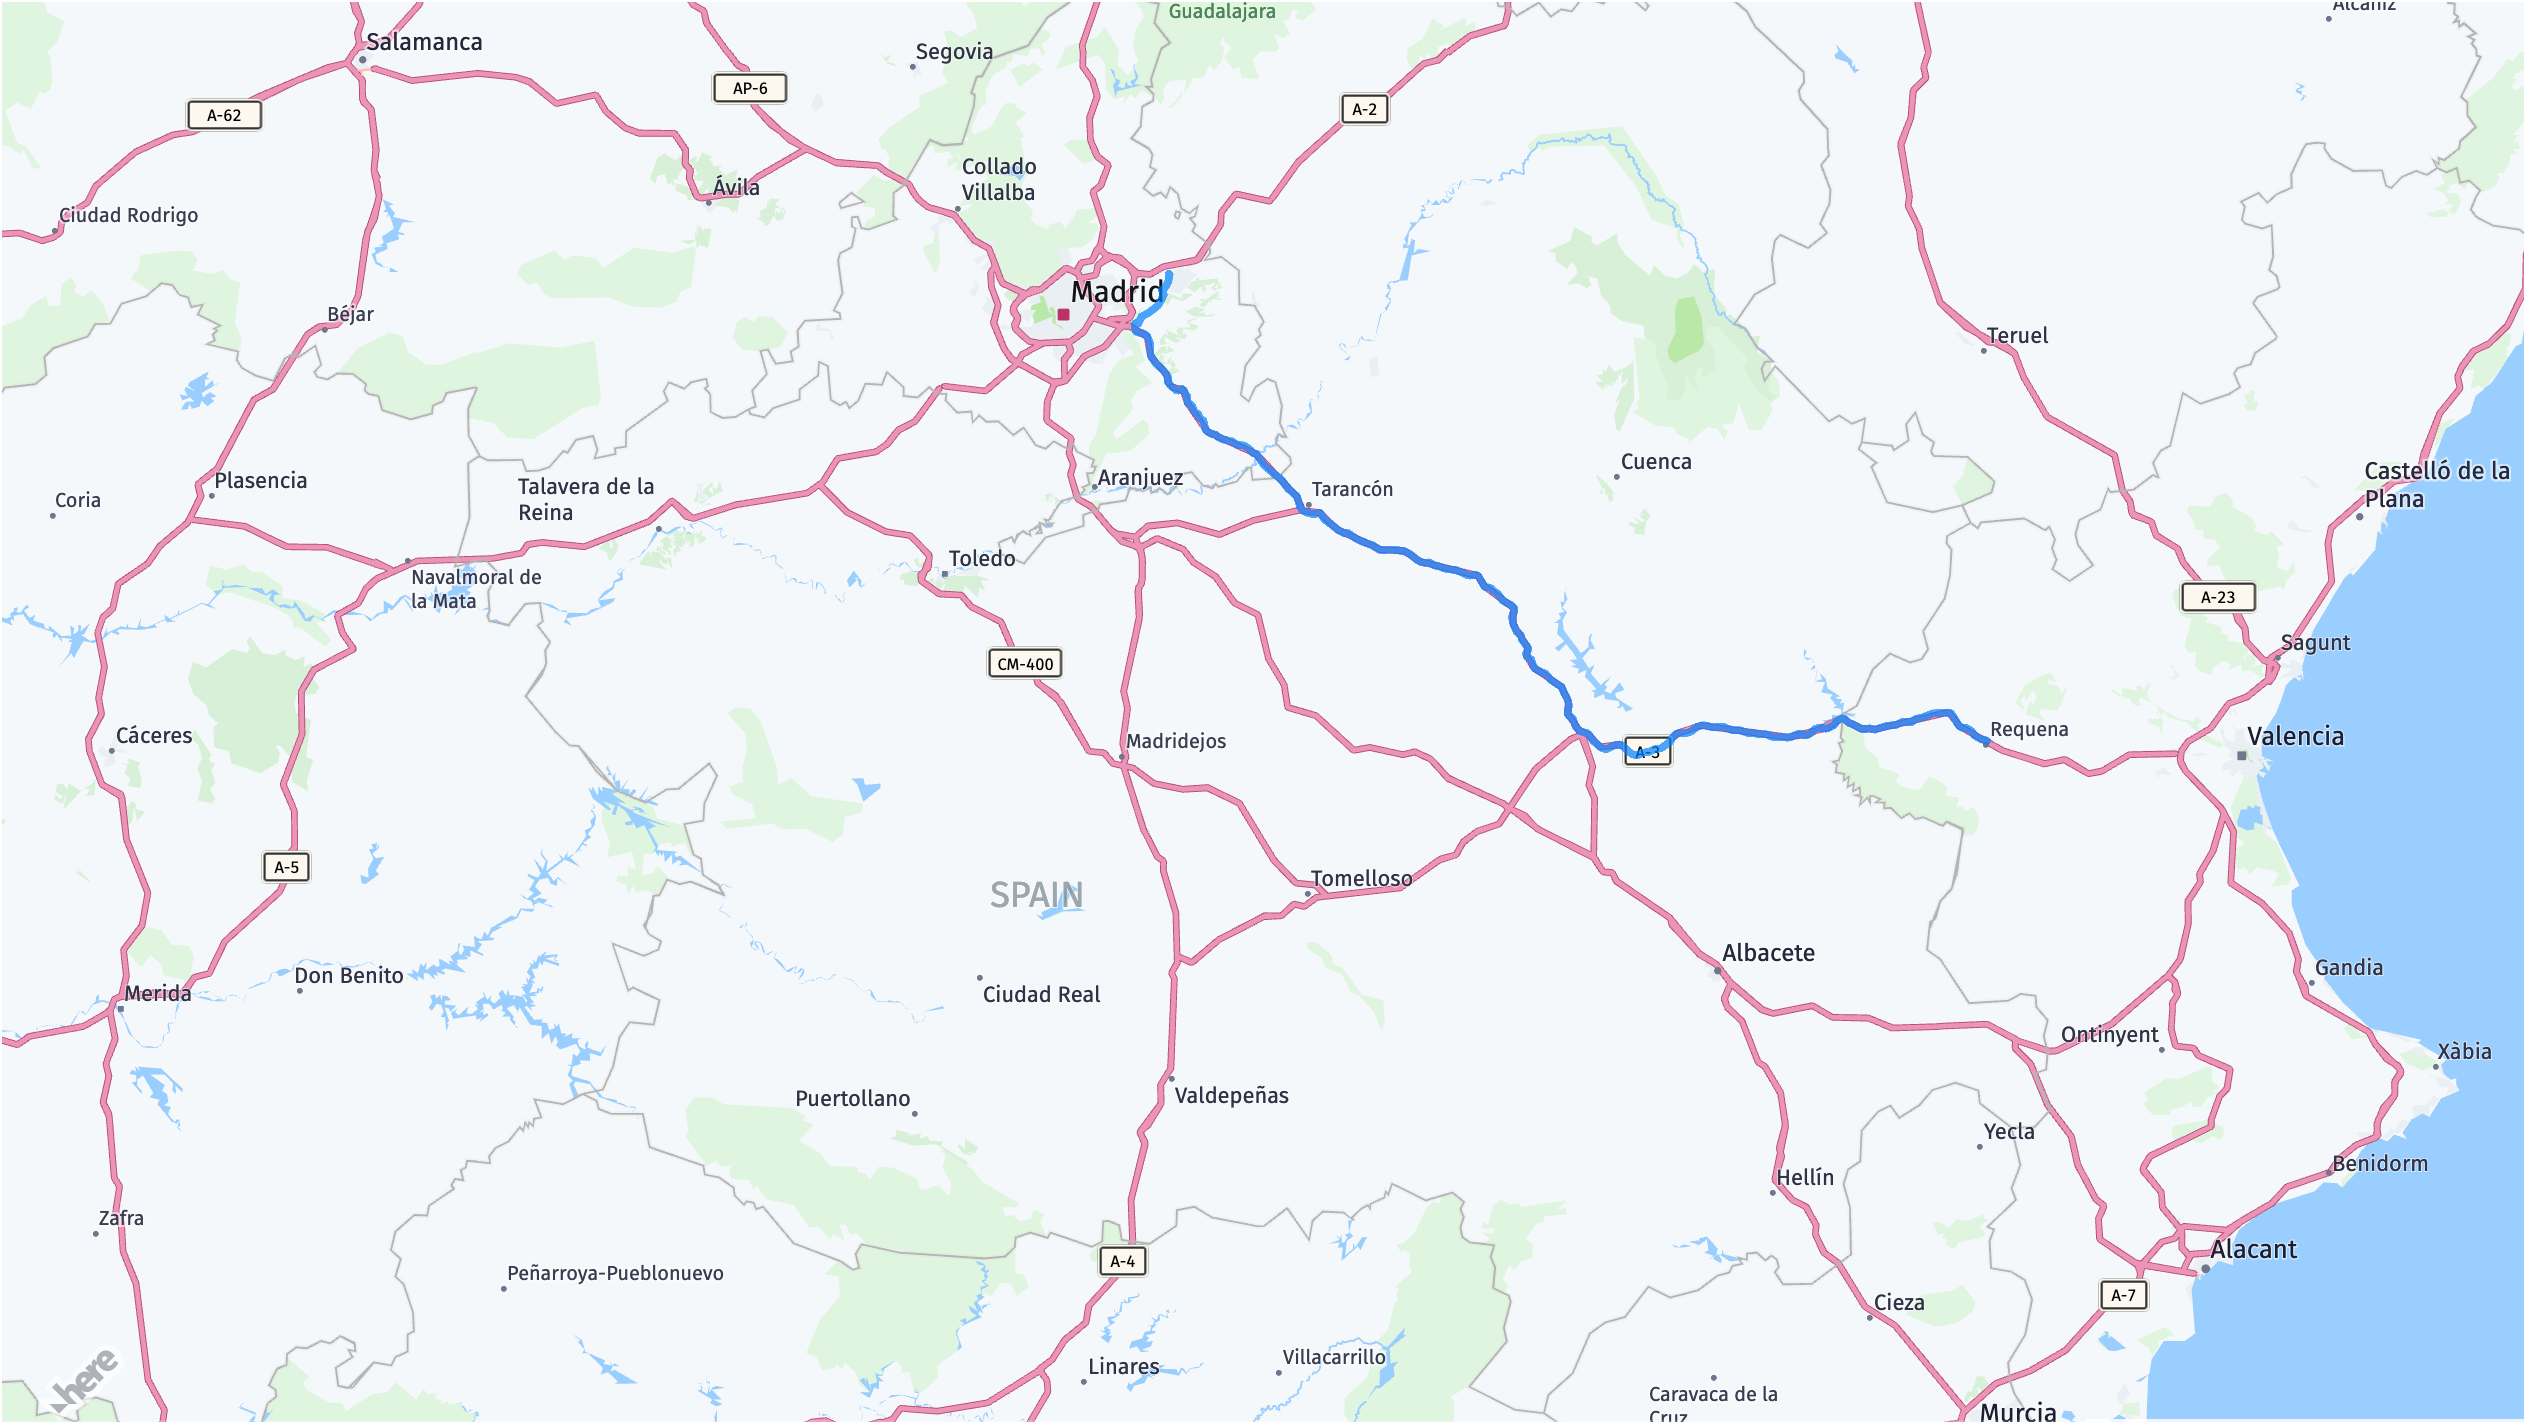 Guadalajara
Alcañiz
Salamanca
Segovia
AP-6
A-62
A-2
Collado
Villalba
Ávila
Ciudad Rodrigo
Madrid
Béjar
Teruel
Cuenca
Castelló de la
Plana
Plasencia
Aranjuez
Talavera de la
Reina
Tarancón
Coria
Toledo
Navalmoral de
la Mata
A-23
Sagunt
CM-400
Cáceres
Madridejos
Requena
Valencia
A-3
A-5
Tomelloso
SPAIN
Albacete
Gandia
Don Benito
Merida
Ciudad Real
Ontinyent
Xàbia
Puertollano
Valdepeñas
Yecla
Benidorm
Hellín
Zafra
Alacant
A-4
Peñarroya-Pueblonuevo
A-7
Cieza
Linares
Villacarrillo
here
Caravaca de la
Cruz
Murcia